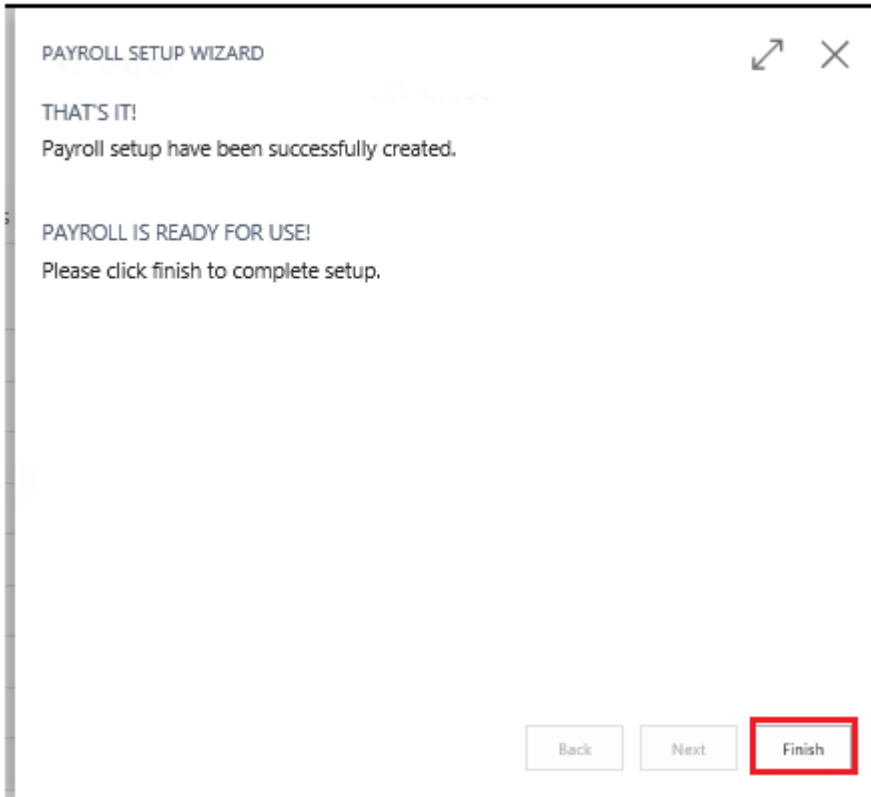 PAYROLL SETUP WIZARD
THAT'S IT!
Payroll setup have been successfully created.
s
PAYROLL IS READY FOR USE!
Please click finish to complete setup.
Back
Next
Finish